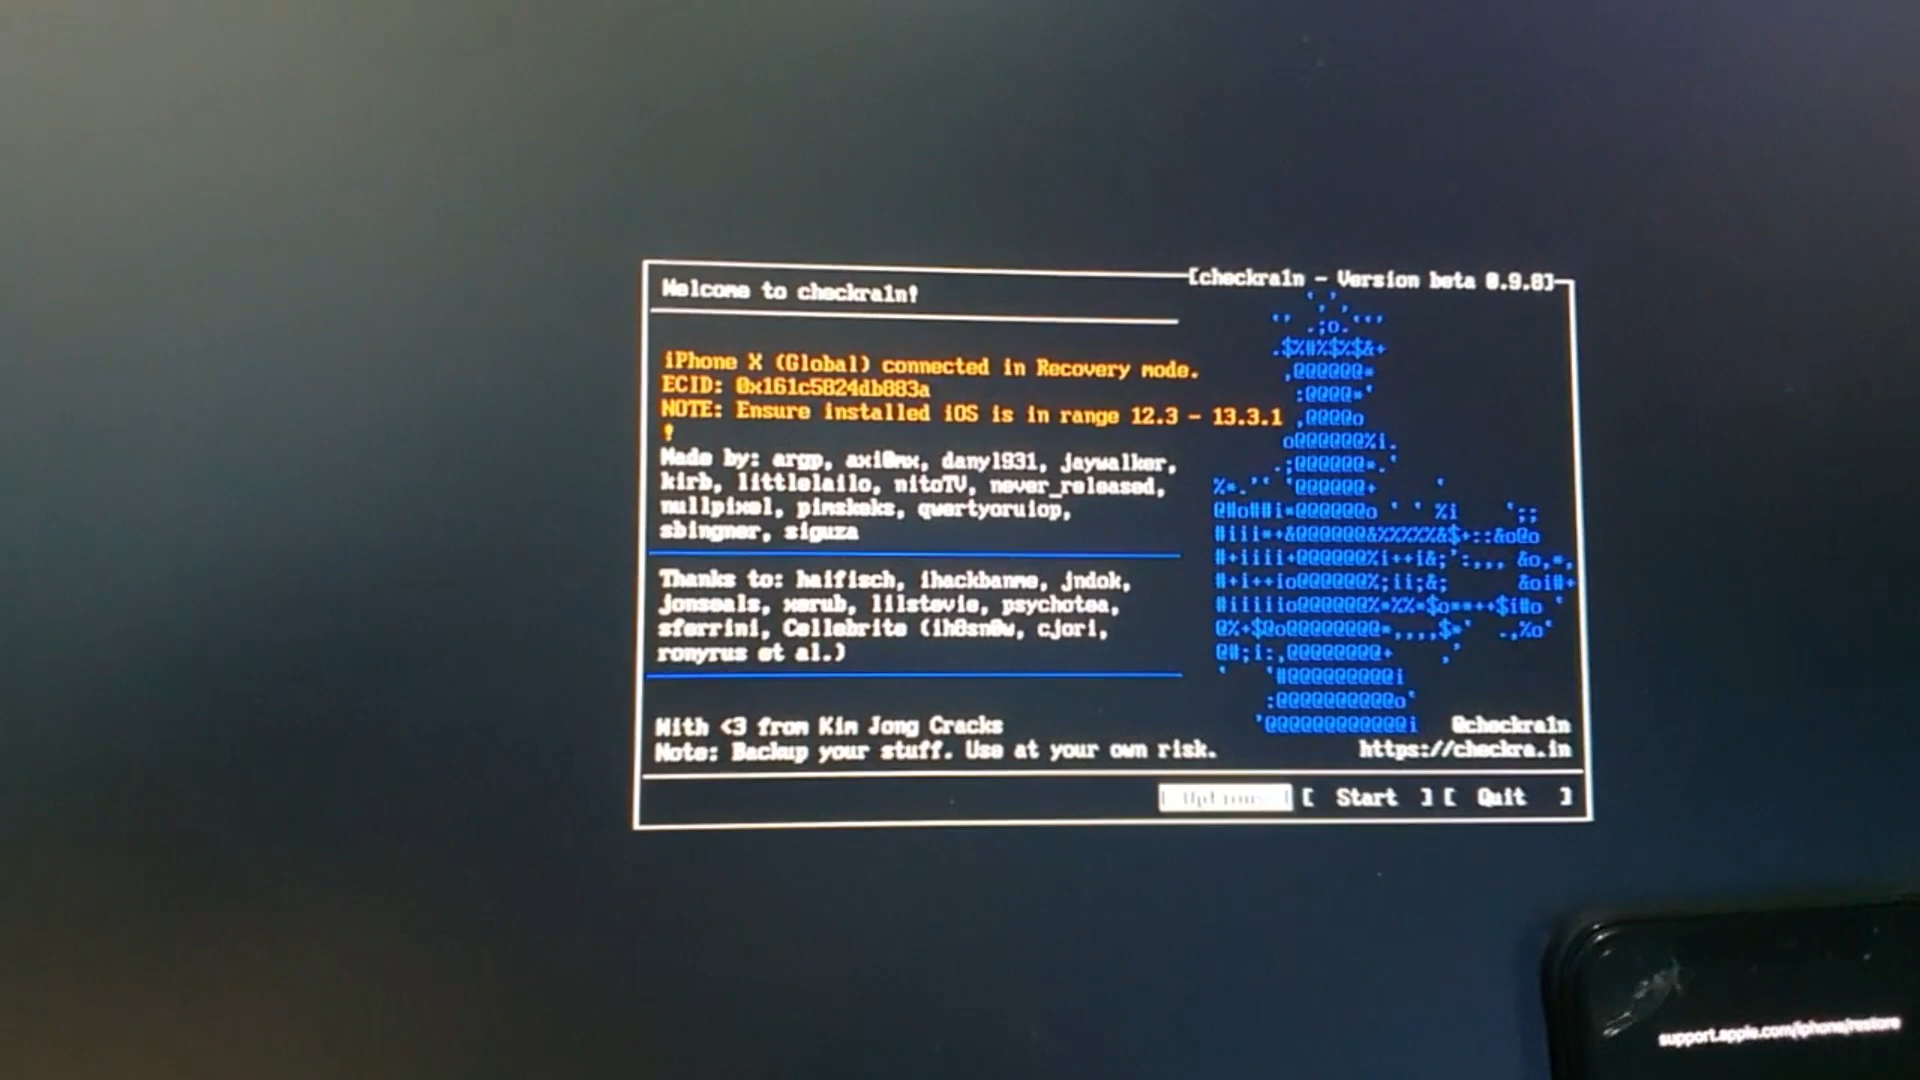 [checkra1n - Version beta 0.9.8]
Welcome to checkra1n!
iPhone X (Global) connected in Recovery mode.
ECID: 0x161c5824db883a
NOTE: Ensure installed iOS is in range 12.3 - 13.3.1
!
Made by: argp, axi0mx, danyl931, jaywalker,
kirb, littlelailo, nitoTV, never_released,
nullpixel, pimskeks, qwertyoruiop,
sbingner, siguza
Thanks to: haifisch, ihackbanme, jndok,
jonseals, xerub, lilstevie, psychotea,
sferrini, Cellebrite (ih8sn0w, cjori,
ronyrus et al.)
With <3 from Kim Jong Cracks
@checkra1n
Note: Backup your stuff. Use at your own risk.
https://checkra.in
[ Options ] [ Start ] [ Quit ]
support.apple.com/iphone/restore